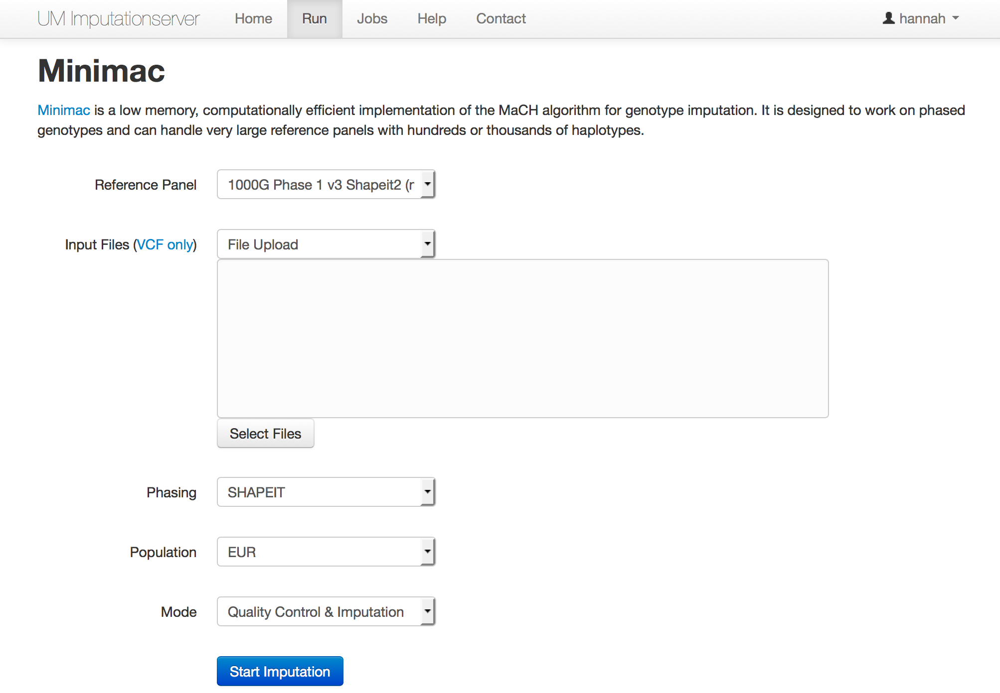 UM Imputationserver Home Run Jobs Help Contact hannah
Minimac
Minimac is a low memory, computationally efficient implementation of the MaCH algorithm for genotype imputation. It is designed to work on phased
genotypes and can handle very large reference panels with hundreds or thousands of haplotypes.
Reference Panel 1000G Phase 1 v3 Shapeit2 (r
Input Files (VCF only) File Upload
Select Files
Phasing SHAPEIT
Population EUR
Mode Quality Control & Imputation
Start Imputation